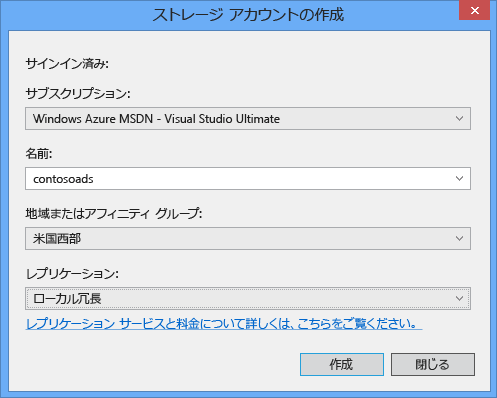 ストレージ アカウントの作成
サインイン済み:
サブスクリプション:
Windows Azure MSDN - Visual Studio Ultimate
名前:
contosoads
地域またはアフィニティ グループ:
米国西部
レプリケーション:
ローカル冗長
レプリケーション サービスと料金について詳しくは、こちらをご覧ください。
作成 閉じる